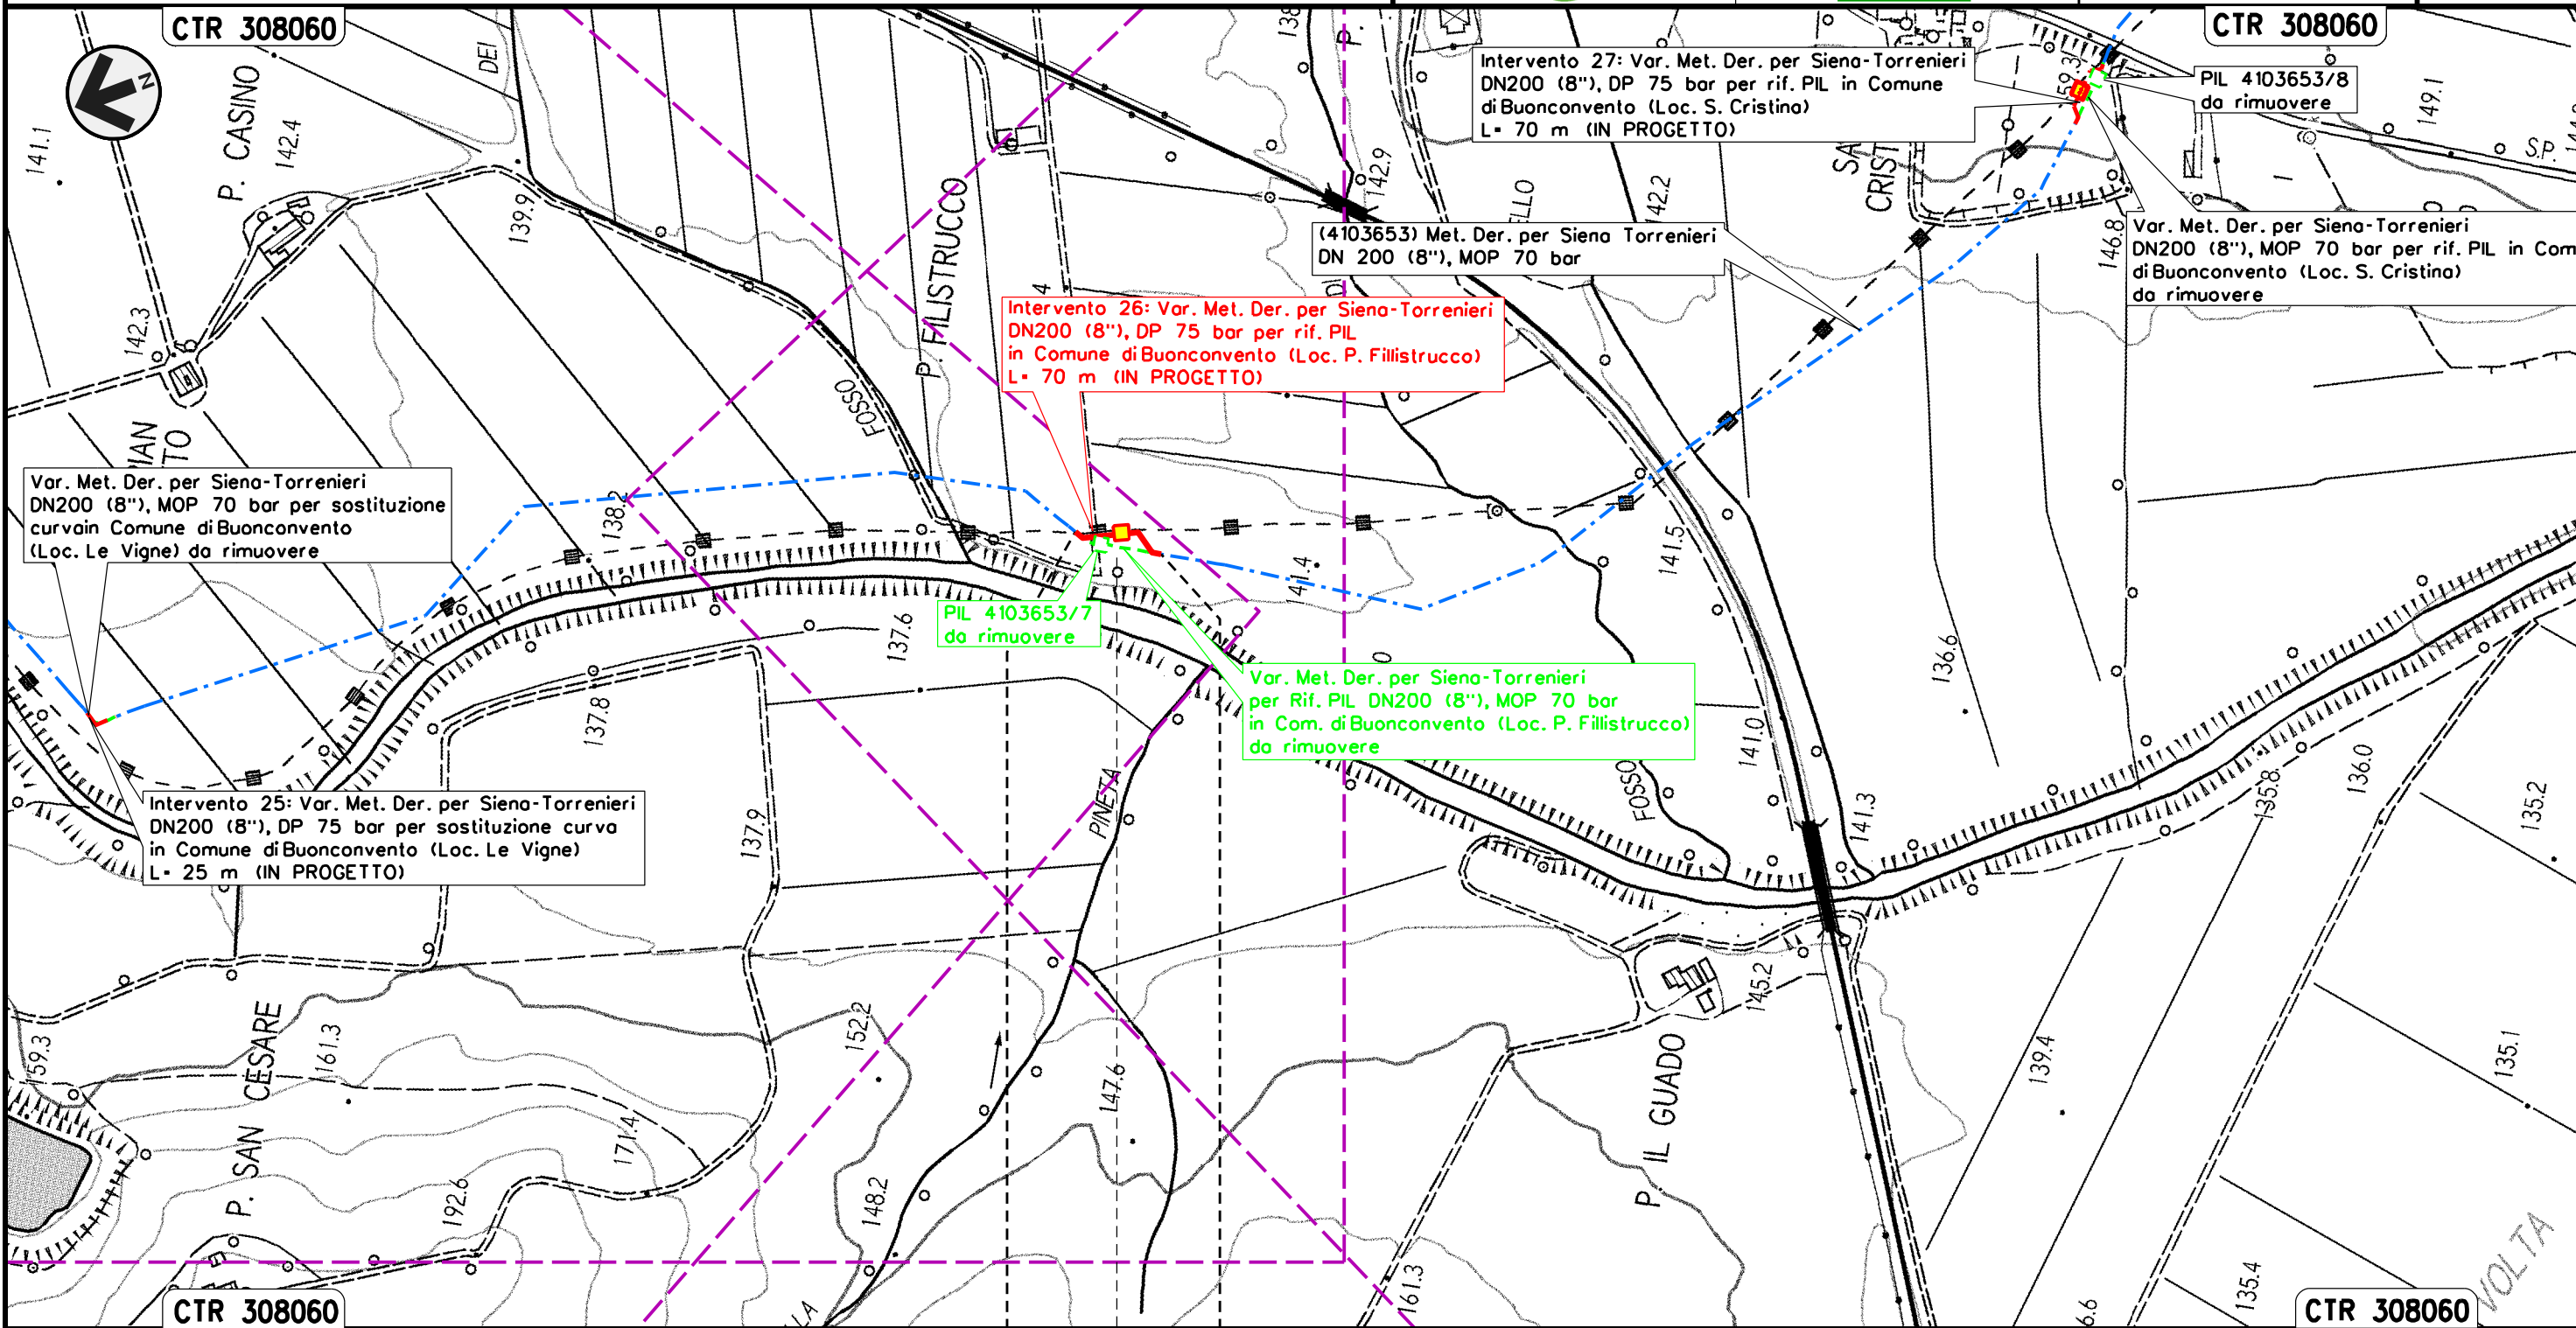 CTR 308060
CTR 308060
N
DEI
P. CASINO
142.4
141.1
139.9
142.3
P. FILISTRUCCO
142.9
142.2
Intervento 27: Var. Met. Der. per Siena-Torrenieri
DN200 (8"), DP 75 bar per rif. PIL in Comune
di Buonconvento (Loc. S. Cristina)
L= 70 m (IN PROGETTO)
PIL 4103653/8
da rimuovere
149.1
S.P.
146.8
(4103653) Met. Der. per Siena Torrenieri
DN 200 (8"), MOP 70 bar
Var. Met. Der. per Siena-Torrenieri
DN200 (8"), MOP 70 bar per rif. PIL in Com
di Buonconvento (Loc. S. Cristina)
da rimuovere
Intervento 26: Var. Met. Der. per Siena-Torrenieri
DN200 (8"), DP 75 bar per rif. PIL
in Comune di Buonconvento (Loc. P. Fillistrucco)
L= 70 m (IN PROGETTO)
FOSSO
Var. Met. Der. per Siena-Torrenieri
DN200 (8"), MOP 70 bar per sostituzione
curvain Comune di Buonconvento
(Loc. Le Vigne) da rimuovere
138.2
141.4
141.5
PIL 4103653/7
da rimuovere
137.6
137.8
136.6
Var. Met. Der. per Siena-Torrenieri
per Rif. PIL DN200 (8"), MOP 70 bar
in Com. di Buonconvento (Loc. P. Fillistrucco)
da rimuovere
141.0
FOSSO
PINETA
137.9
141.3
135.8
136.0
135.2
Intervento 25: Var. Met. Der. per Siena-Torrenieri
DN200 (8"), DP 75 bar per sostituzione curva
in Comune di Buonconvento (Loc. Le Vigne)
L= 25 m (IN PROGETTO)
145.2
159.3
P. SAN CESARE
161.3
152.2
147.6
P. IL GUADO
139.4
135.1
171.4
192.6
148.2
161.3
135.4
VOLTA
CTR 308060
CTR 308060